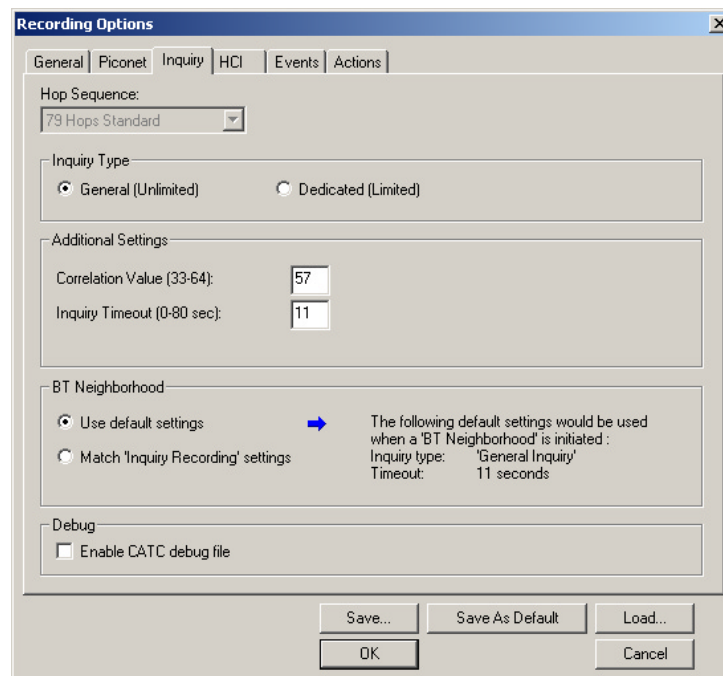 Recording Options
General Piconet Inquiry HCI Events Actions
Hop Sequence:
79 Hops Standard
Inquiry Type
General (Unlimited) Dedicated (Limited)
Additional Settings
Correlation Value (33-64): 57
Inquiry Timeout (0-80 sec): 11
BT Neighborhood
Use default settings
Match 'Inquiry Recording' settings
The following default settings would be used
when a 'BT Neighborhood' is initiated :
Inquiry type: 'General Inquiry'
Timeout: 11 seconds
Debug
Enable CATC debug file
Save... Save As Default Load...
OK Cancel